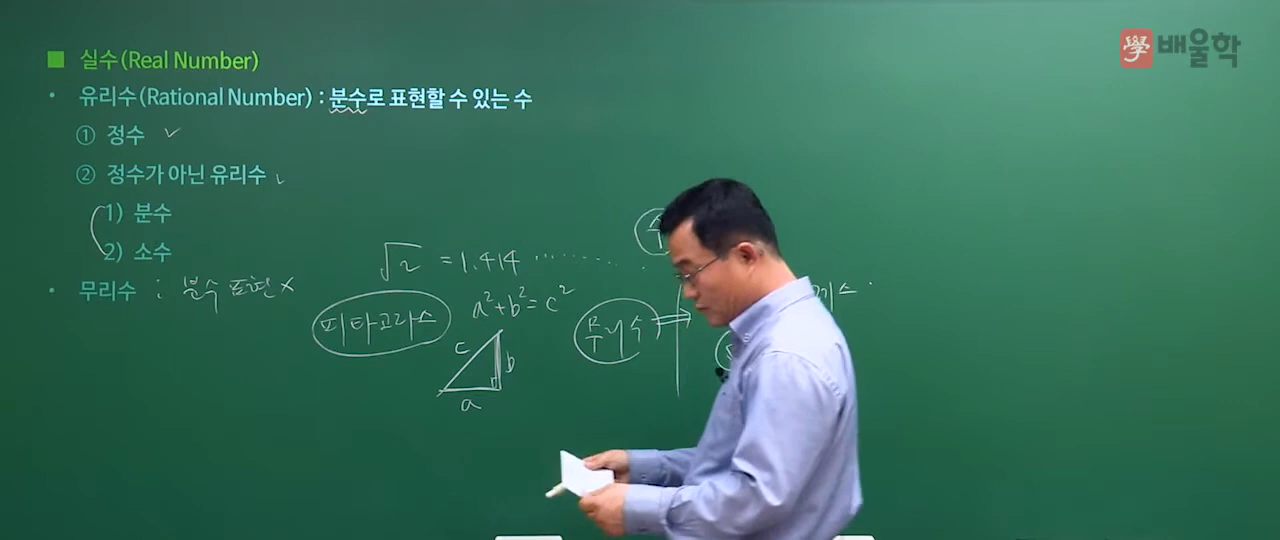 學 배울학
■ 실수(Real Number)
• 유리수(Rational Number) : 분수로 표현할 수 있는 수
① 정수
② 정수가 아닌 유리수
1) 분수
2) 소수
• 무리수 : 분수 표현 ×
√2 = 1.414..........
피타고라스
a²+b²=c²
c
b
a
무리수